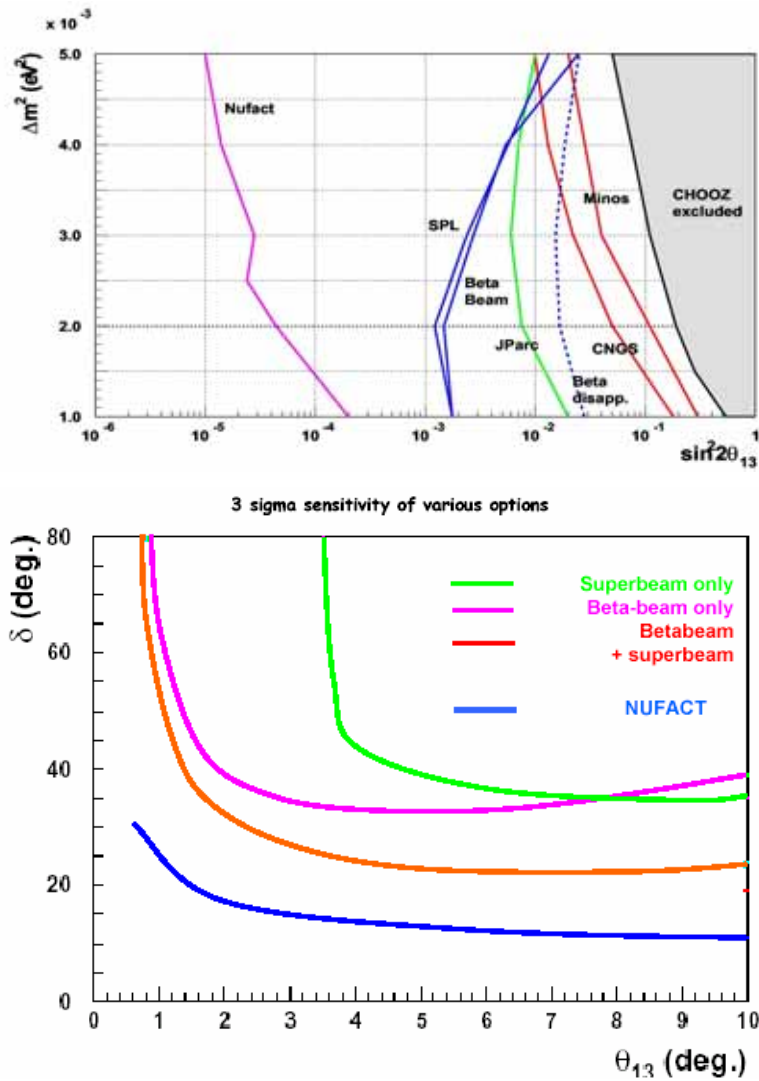 x 10⁻³
Δm² (eV²)
5.0
4.0
3.0
2.0
1.0
Nufact
SPL
Beta
Beam
JParc
Minos
CNGS
Beta
disapp.
CHOOZ
excluded
10⁻⁶ 10⁻⁵ 10⁻⁴ 10⁻³ 10⁻² 10⁻¹ 1
sin²2θ₁₃
3 sigma sensitivity of various options
δ (deg.)
80
60
40
20
0
Superbeam only
Beta-beam only
Betabeam
+ superbeam
NUFACT
0 1 2 3 4 5 6 7 8 9 10
θ₁₃ (deg.)